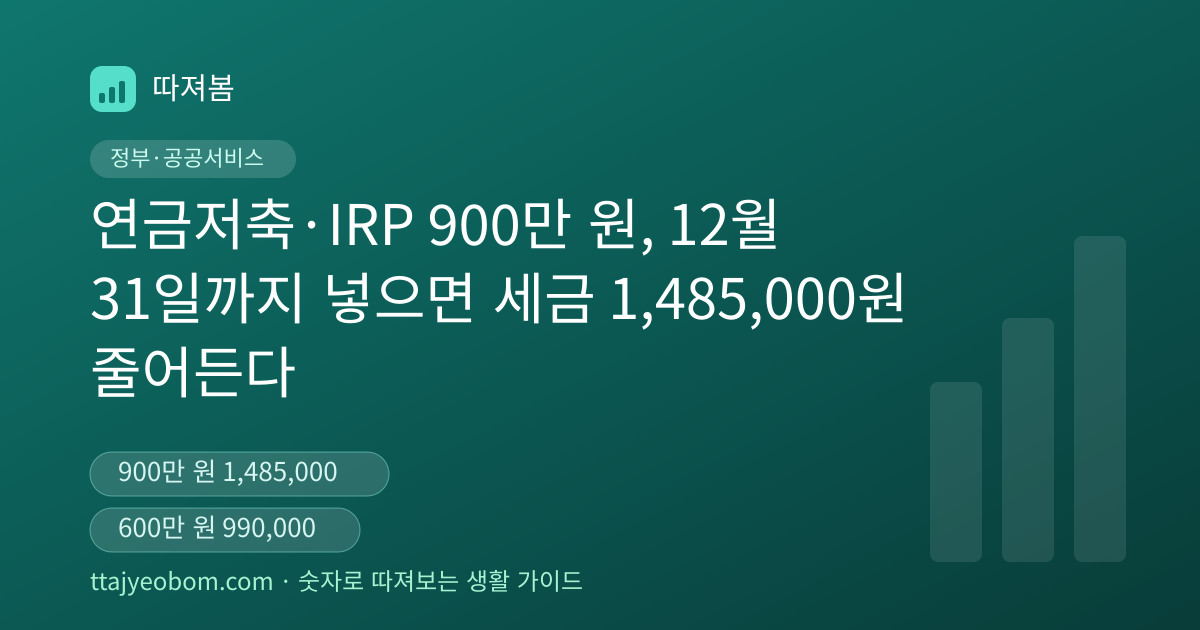 따져봄
정부·공공서비스
연금저축·IRP 900만 원, 12월
31일까지 넣으면 세금 1,485,000원
줄어든다
900만 원 1,485,000
600만 원 990,000
ttajyeobom.com · 숫자로 따져보는 생활 가이드